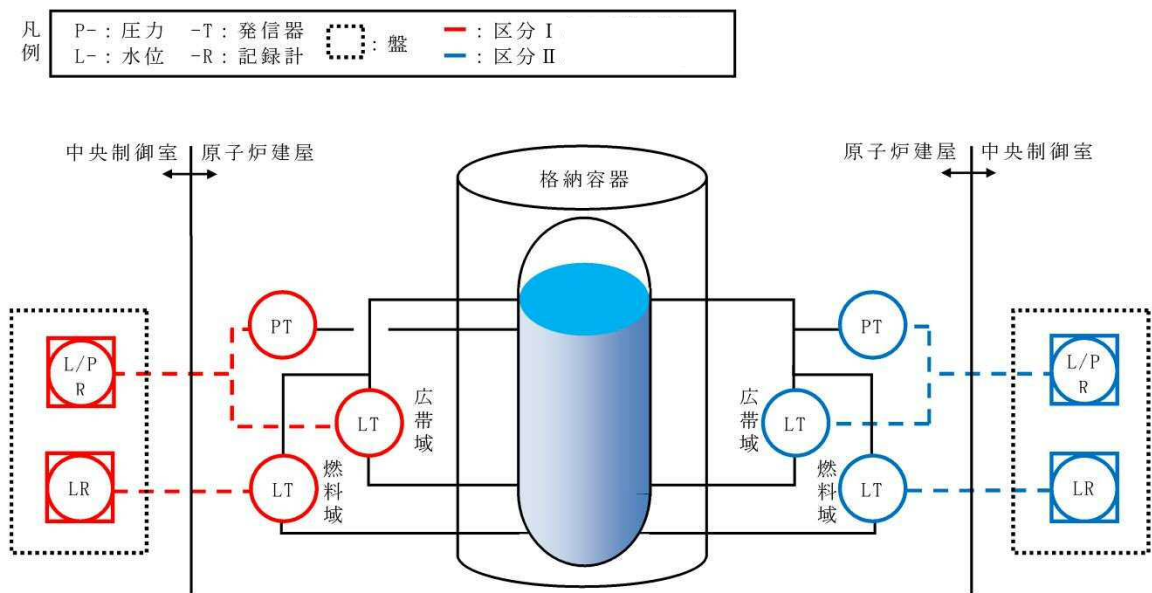 凡例
P-：圧力 -T：発信器 ：盤 ：区分Ⅰ
L-：水位 -R：記録計 ：区分Ⅱ
中央制御室 原子炉建屋
原子炉建屋 中央制御室
格納容器
PT
L/P
R
LT
広帯域
LR
LT
燃料域
PT
L/P
R
広帯域
LT
燃料域
LT
LR